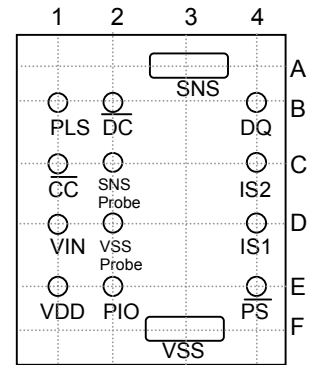 1 2 3 4
A
SNS
B
PLS DC DQ
C
CC SNS Probe IS2
D
VIN VSS Probe IS1
E
VDD PIO PS
F
VSS